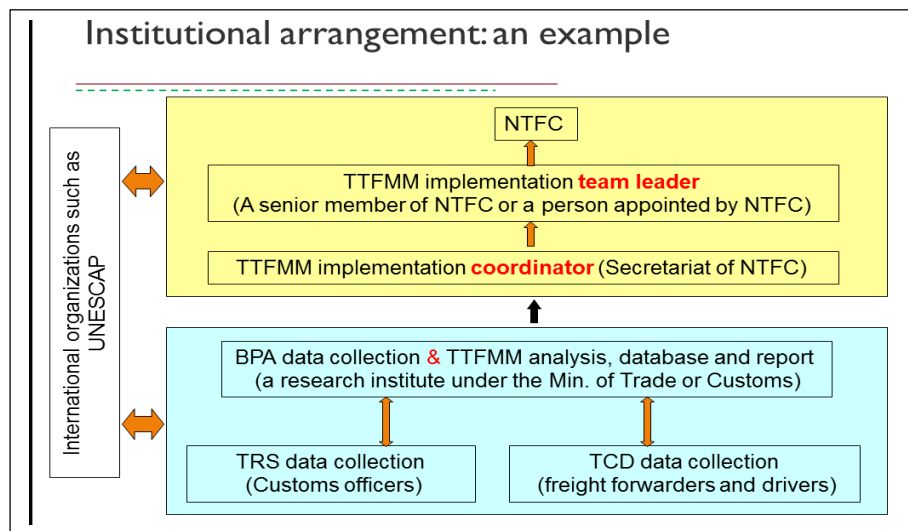 Institutional arrangement: an example
International organizations such as
UNESCAP
NTFC
TTFMM implementation team leader
(A senior member of NTFC or a person appointed by NTFC)
TTFMM implementation coordinator (Secretariat of NTFC)
BPA data collection & TTFMM analysis, database and report
(a research institute under the Min. of Trade or Customs)
TRS data collection
(Customs officers)
TCD data collection
(freight forwarders and drivers)